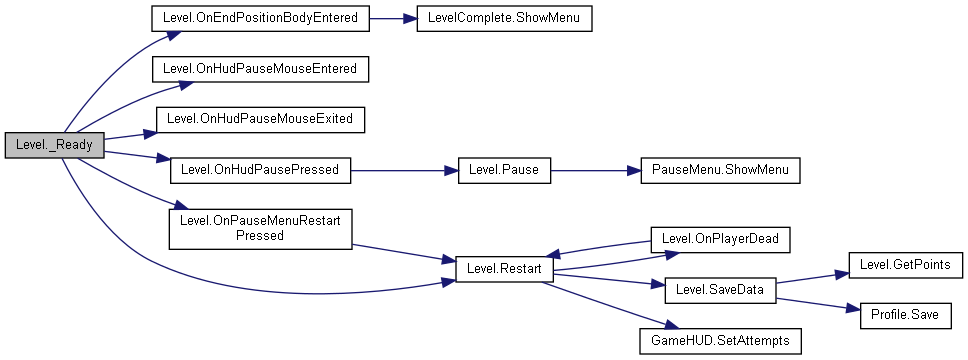 Level.OnEndPositionBodyEntered
LevelComplete.ShowMenu
Level.OnHudPauseMouseEntered
Level.OnHudPauseMouseExited
Level._Ready
Level.OnHudPausePressed
Level.Pause
PauseMenu.ShowMenu
Level.OnPauseMenuRestart
Pressed
Level.OnPlayerDead
Level.Restart
Level.GetPoints
Level.SaveData
Profile.Save
GameHUD.SetAttempts